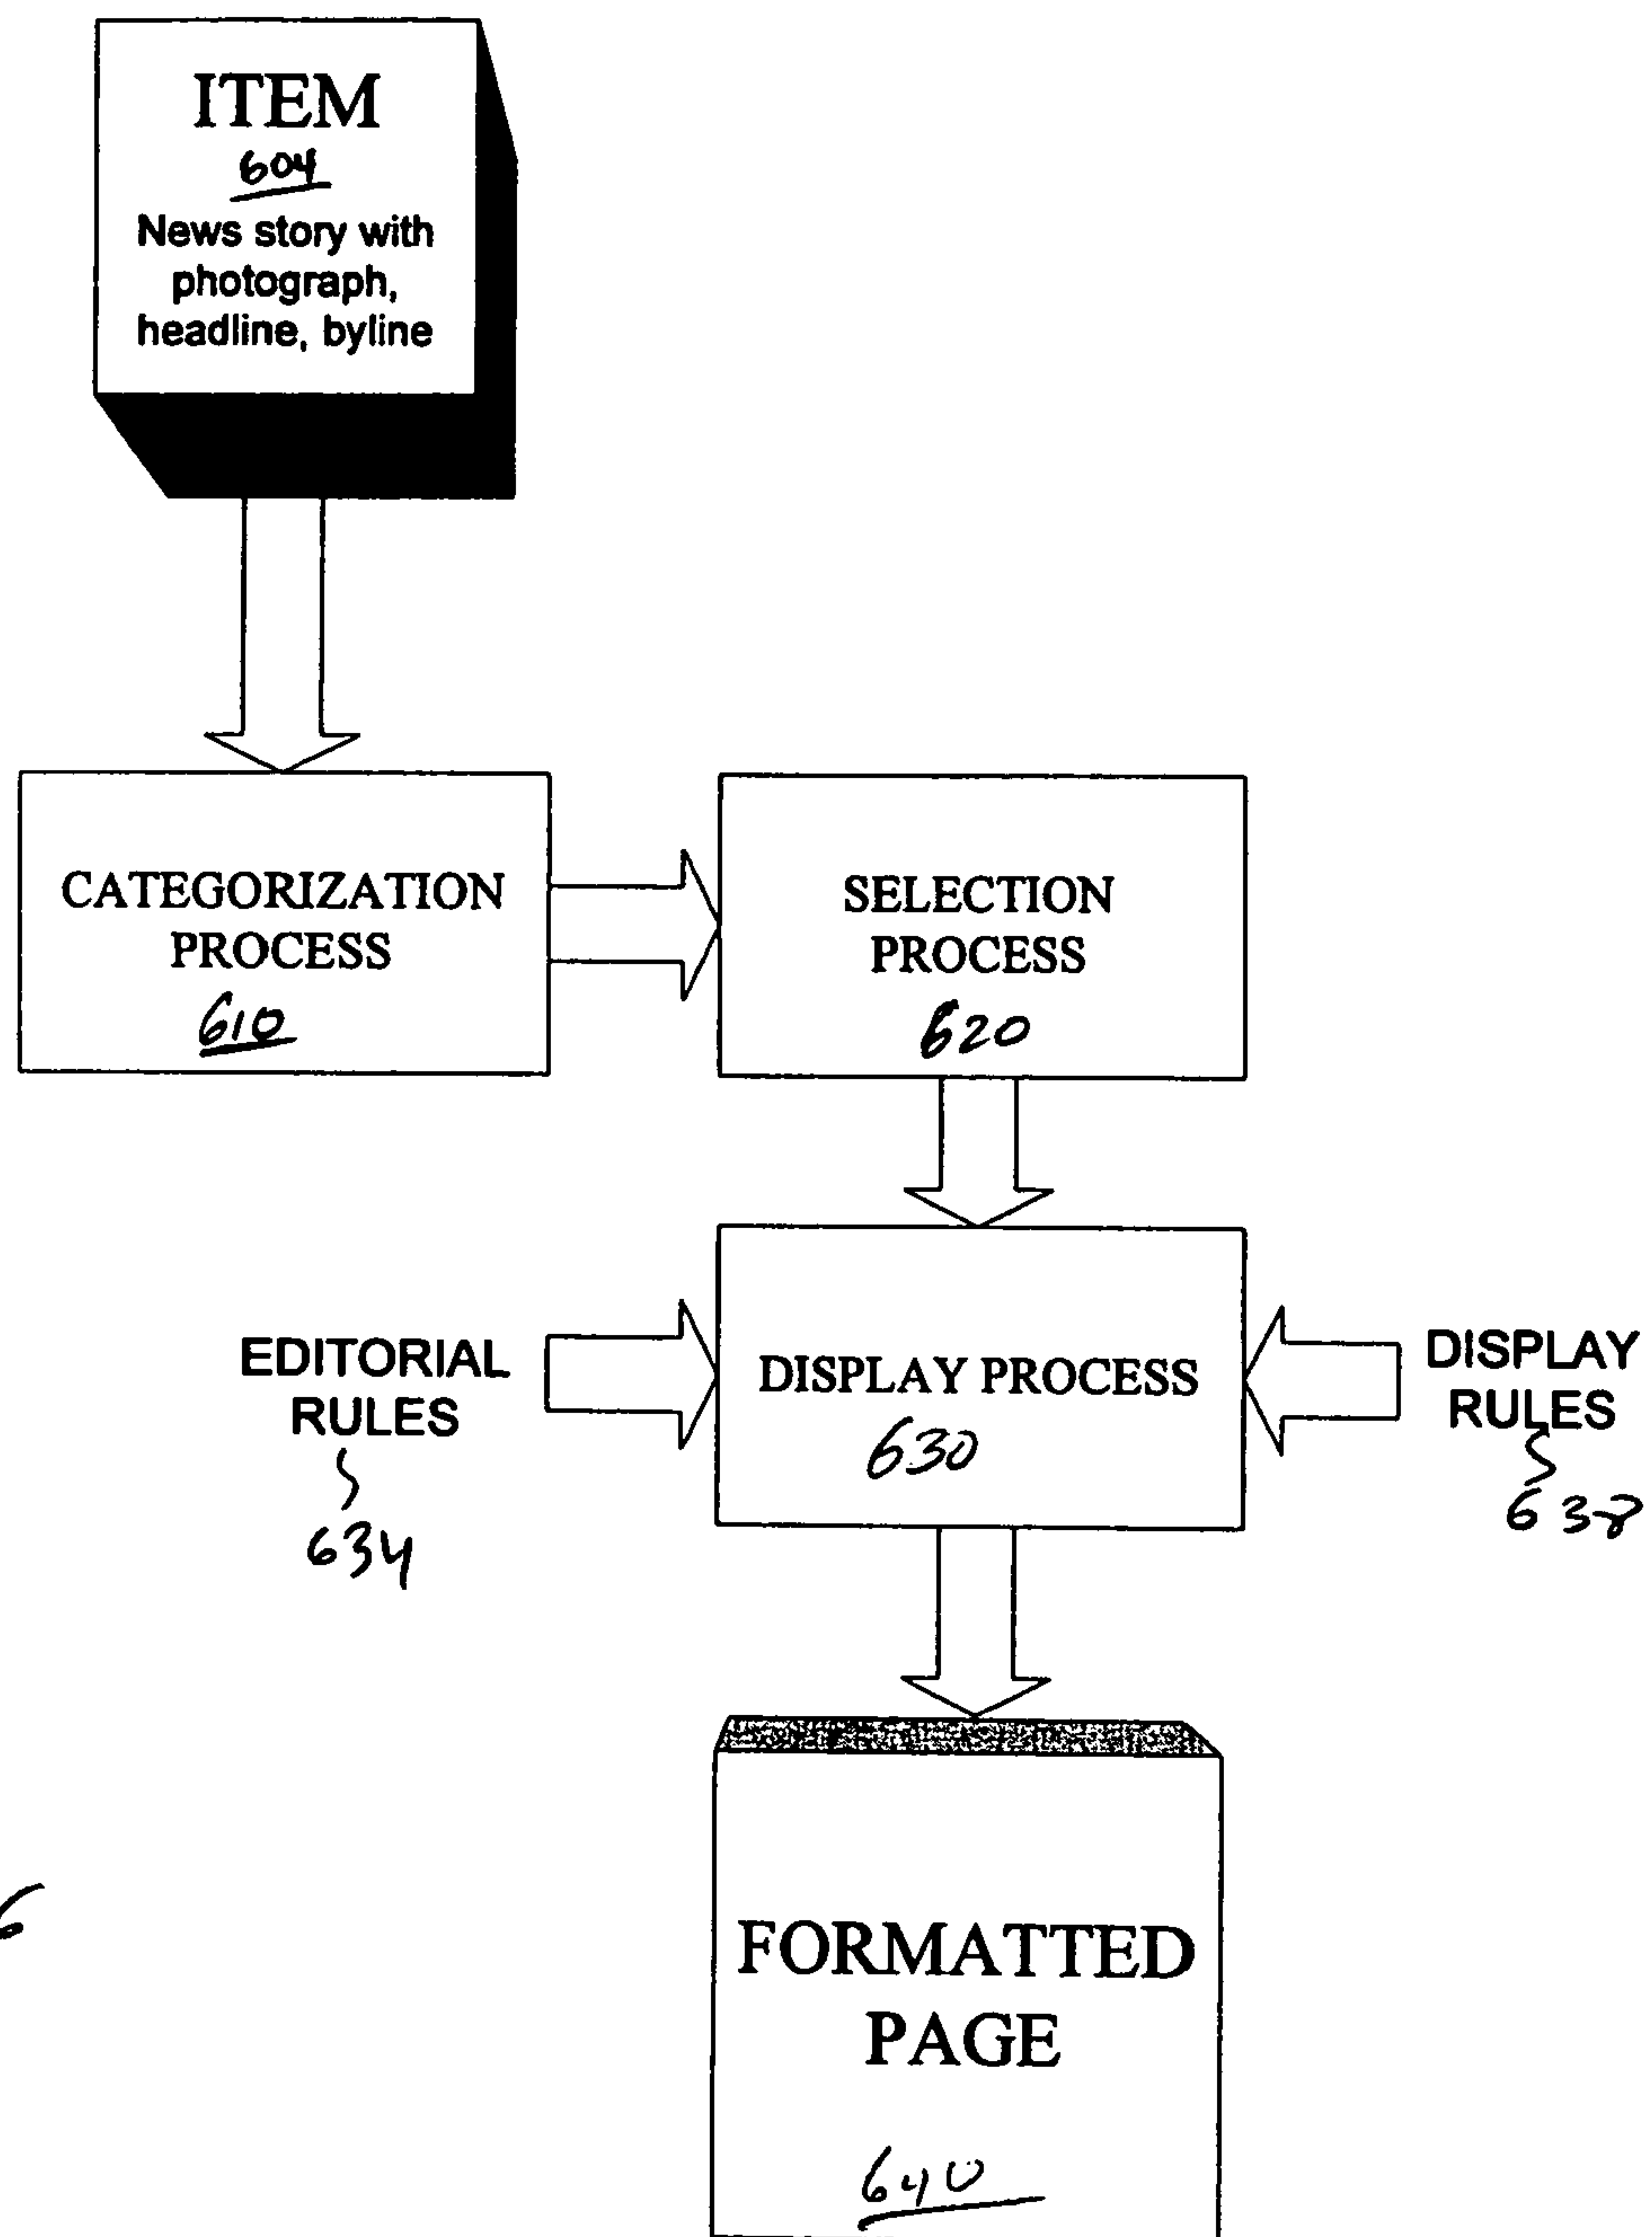 ITEM
604
News story with
photograph,
headline, byline
CATEGORIZATION
PROCESS
610
SELECTION
PROCESS
620
EDITORIAL
RULES
634
DISPLAY PROCESS
630
DISPLAY
RULES
638
FORMATTED
PAGE
640
6